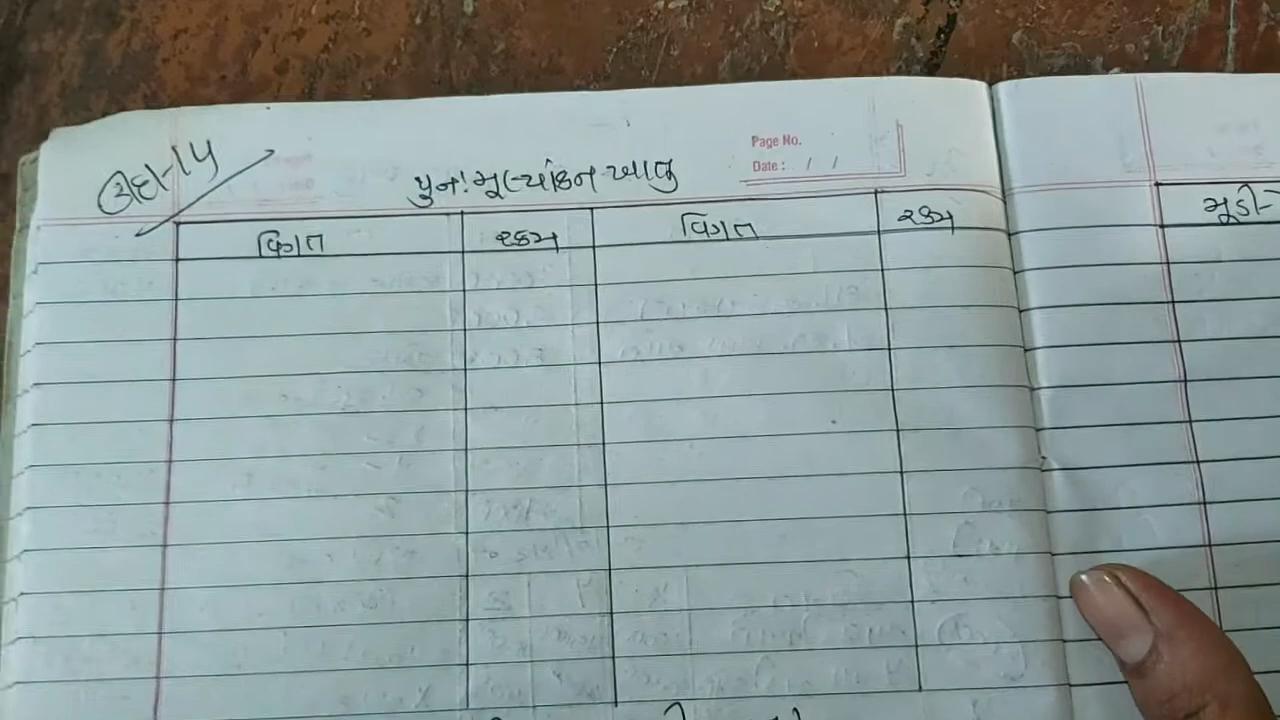 Page No.
Date : / /
ઉદા-14
પુનઃમૂલ્યાંકન ખાતુ
વિગત રકમ વિગત રકમ